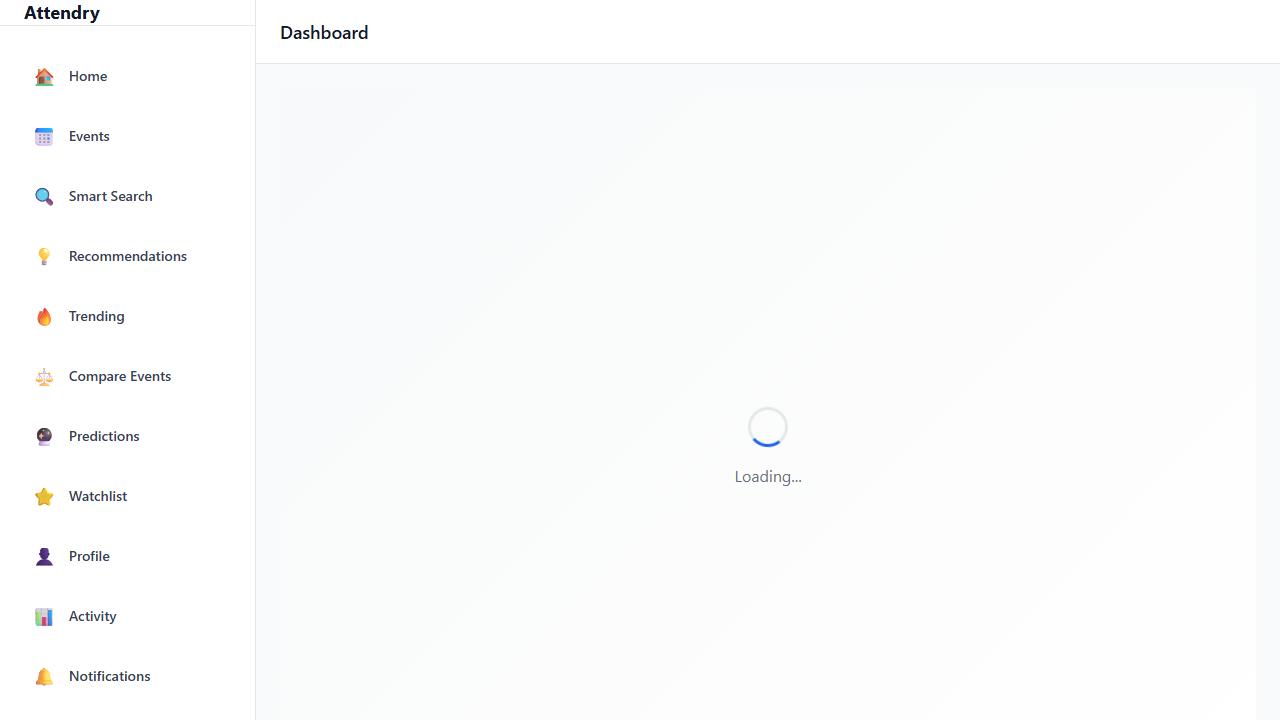 Attendry
Dashboard
Home
Events
Smart Search
Recommendations
Trending
Compare Events
Predictions
Watchlist
Profile
Activity
Notifications
Loading...